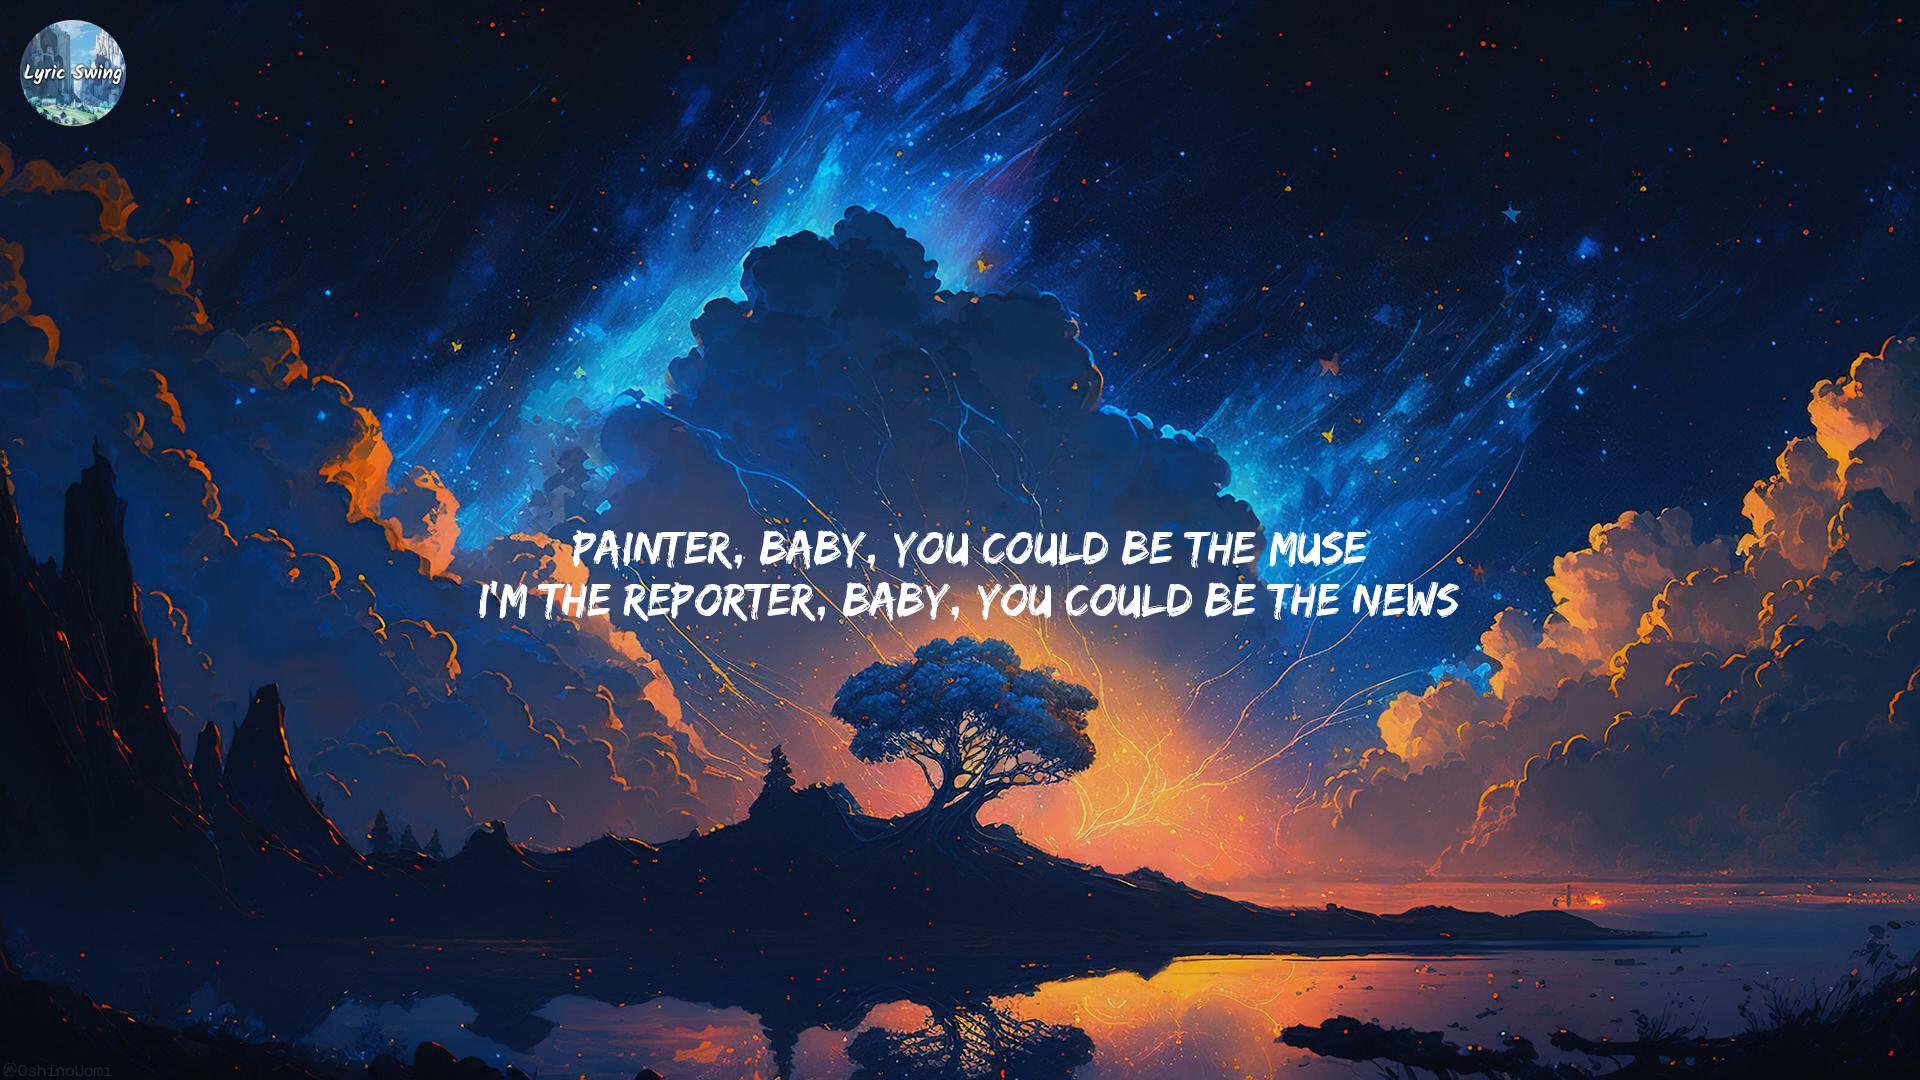 Lyric Swing
PAINTER, BABY, YOU COULD BE THE MUSE
I'M THE REPORTER, BABY, YOU COULD BE THE NEWS
@OshinoUomi